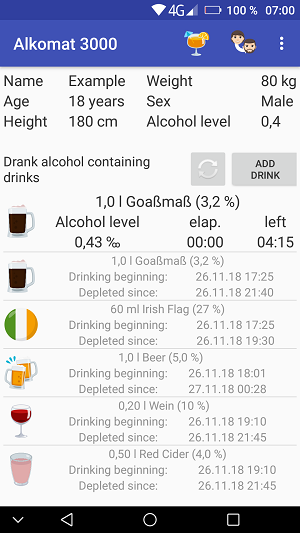 4G 100 % 07:00
Alkomat 3000
Name Example Weight 80 kg
Age 18 years Sex Male
Height 180 cm Alcohol level 0,4
Drank alcohol containing drinks
ADD DRINK
1,0 l Goaßmaß (3,2 %)
Alcohol level elap. left
0,43 ‰ 00:00 04:15
1,0 l Goaßmaß (3,2 %)
Drinking beginning: 26.11.18 17:25
Depleted since: 26.11.18 21:40
60 ml Irish Flag (27 %)
Drinking beginning: 26.11.18 17:25
Depleted since: 26.11.18 19:30
1,0 l Beer (5,0 %)
Drinking beginning: 26.11.18 18:01
Depleted since: 27.11.18 00:28
0,20 l Wein (10 %)
Drinking beginning: 26.11.18 19:10
Depleted since: 26.11.18 21:45
0,50 l Red Cider (4,0 %)
Drinking beginning: 26.11.18 19:10
Depleted since: 26.11.18 21:45